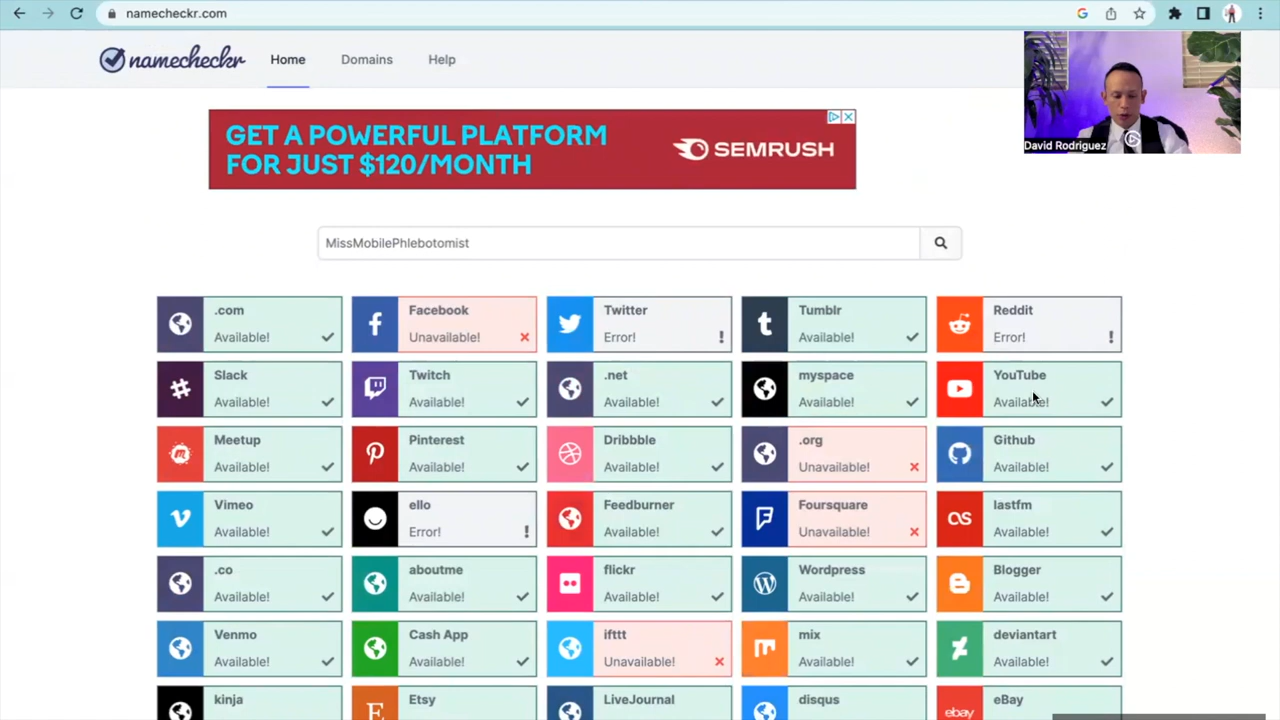 namecheckr.com
namecheckr
Home
Domains
Help
David Rodriguez
GET A POWERFUL PLATFORM
FOR JUST $120/MONTH
SEMRUSH
MissMobilePhlebotomist
.com
Available!
Facebook
Unavailable!
Twitter
Error!
Tumblr
Available!
Reddit
Error!
Slack
Available!
Twitch
Available!
.net
Available!
myspace
Available!
YouTube
Available!
Meetup
Available!
Pinterest
Available!
Dribbble
Available!
.org
Unavailable!
Github
Available!
Vimeo
Available!
ello
Error!
Feedburner
Available!
Foursquare
Unavailable!
lastfm
Available!
.co
Available!
aboutme
Available!
flickr
Available!
Wordpress
Available!
Blogger
Available!
Venmo
Available!
Cash App
Available!
ifttt
Unavailable!
mix
Available!
deviantart
Available!
kinja
Etsy
LiveJournal
disqus
eBay
ebay